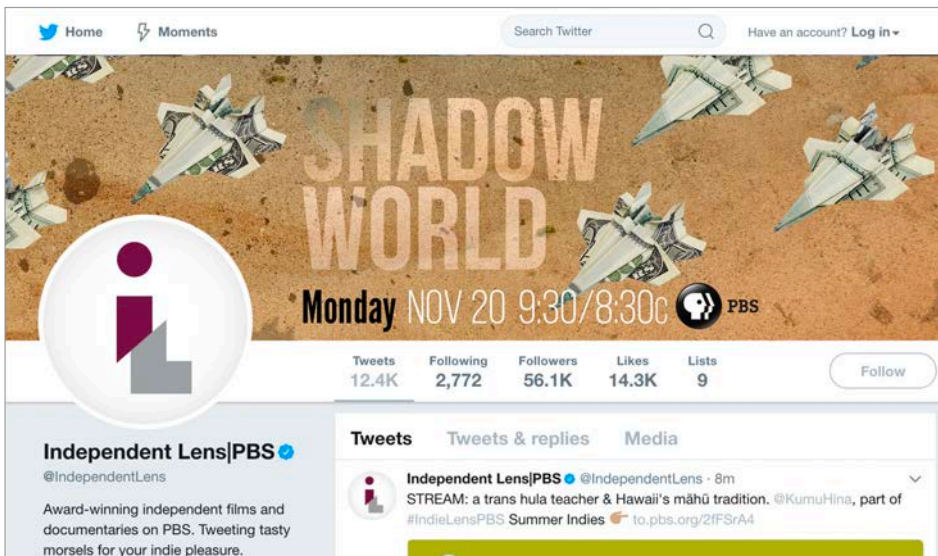 Home
Moments
Search Twitter
Have an account? Log in
SHADOW
WORLD
Monday NOV 20 9:30/8:30c PBS
Tweets Following Followers Likes Lists
12.4K 2,772 56.1K 14.3K 9
Follow
iL
Independent Lens|PBS
@IndependentLens
Award-winning independent films and
documentaries on PBS. Tweeting tasty
morsels for your indie pleasure.
Tweets Tweets & replies Media
Independent Lens|PBS @IndependentLens · 8m
STREAM: a trans hula teacher & Hawaii's māhū tradition. @KumuHina, part of
#IndieLensPBS Summer Indies to.pbs.org/2fFSrA4